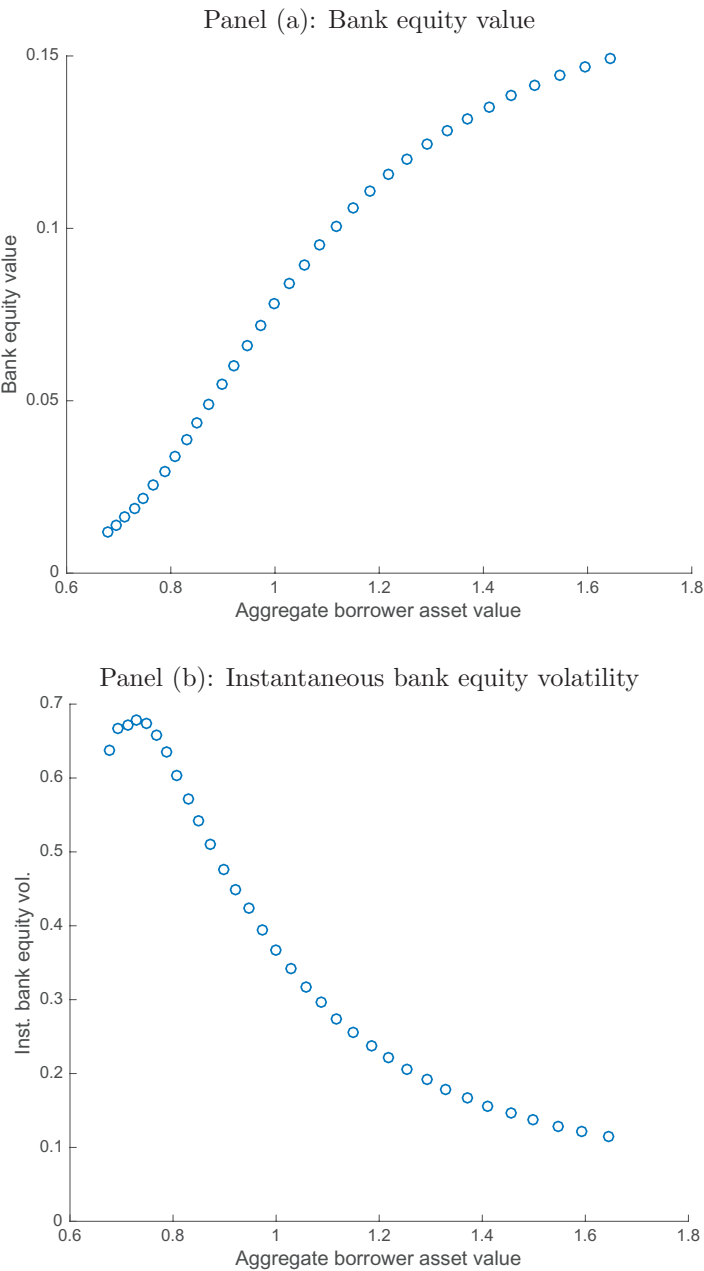 Panel (a): Bank equity value
0.15
0.1
0.05
0
Bank equity value
0.6 0.8 1 1.2 1.4 1.6 1.8
Aggregate borrower asset value
Panel (b): Instantaneous bank equity volatility
0.7
0.6
0.5
0.4
0.3
0.2
0.1
0
Inst. bank equity vol.
0.6 0.8 1 1.2 1.4 1.6 1.8
Aggregate borrower asset value